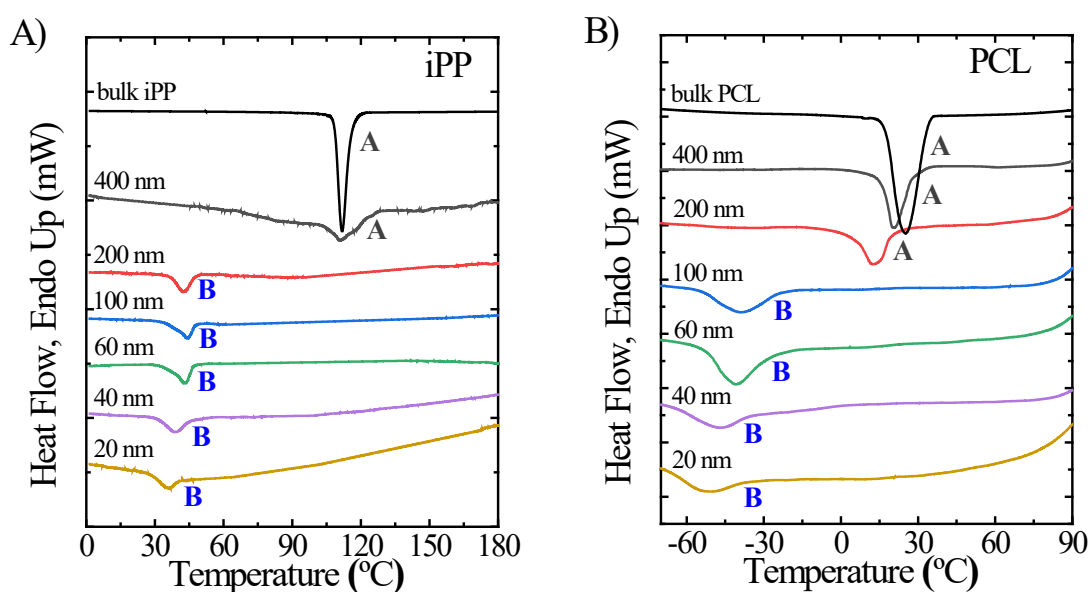 A)
iPP
bulk iPP
A
400 nm
A
200 nm
B
100 nm
B
60 nm
B
40 nm
B
20 nm
B
0 30 60 90 120 150 180
Temperature (ºC)
Heat Flow, Endo Up (mW)
B)
PCL
bulk PCL
A
400 nm
A
200 nm
A
100 nm
B
60 nm
B
40 nm
B
20 nm
B
-60 -30 0 30 60 90
Temperature (ºC)
Heat Flow, Endo Up (mW)